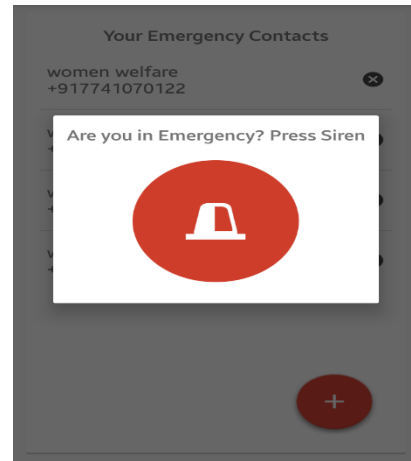 Your Emergency Contacts
women welfare
+917741070122
Are you in Emergency? Press Siren
+